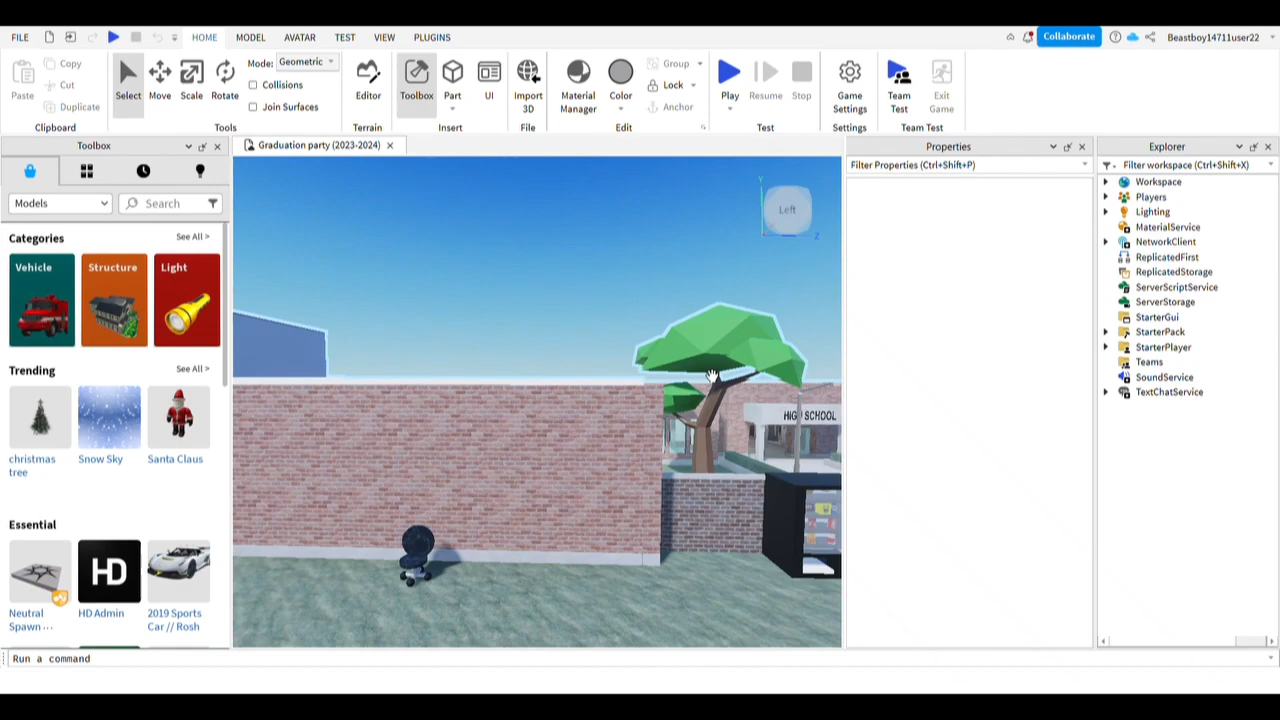 FILE HOME MODEL AVATAR TEST VIEW PLUGINS Collaborate Beastboy14711user22
Paste Copy Cut Duplicate
Clipboard
Select Move Scale Rotate
Mode: Geometric
Collisions
Join Surfaces
Tools
Editor
Terrain
Toolbox Part UI
Insert
Import 3D
File
Material Manager Color
Group
Lock
Anchor
Edit
Play Resume Stop
Test
Game Settings
Settings
Team Test Exit Game
Team Test
Toolbox
Graduation party (2023-2024)
Properties
Explorer
Filter Properties (Ctrl+Shift+P)
Filter workspace (Ctrl+Shift+X)
Models
Search
Categories See All >
Vehicle Structure Light
Trending See All >
christmas tree
Snow Sky
Santa Claus
Essential
HD
Neutral Spawn ...
HD Admin
2019 Sports Car // Rosh
Y
Left
Z
HIGH SCHOOL
Workspace
Players
Lighting
MaterialService
NetworkClient
ReplicatedFirst
ReplicatedStorage
ServerScriptService
ServerStorage
StarterGui
StarterPack
StarterPlayer
Teams
SoundService
TextChatService
Run a command